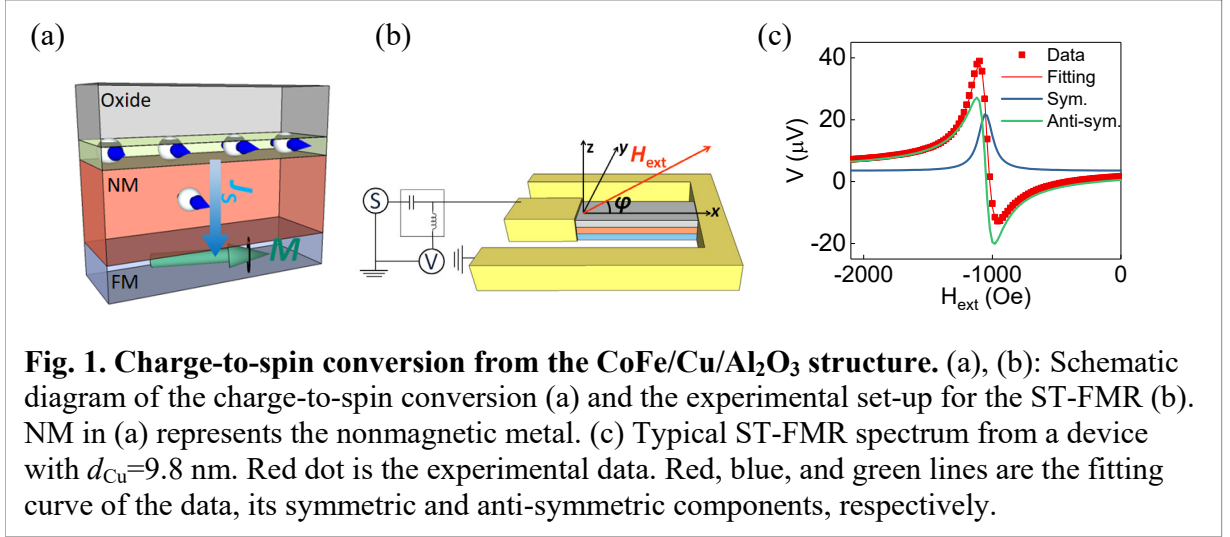 (a)
Oxide
NM
J_S
M
FM
(b)
z
y
H_ext
φ
x
S
V
(c)
40
20
0
-20
V (μV)
Data
Fitting
Sym.
Anti-sym.
-2000
-1000
0
H_ext (Oe)
Fig. 1. Charge-to-spin conversion from the CoFe/Cu/Al₂O₃ structure. (a), (b): Schematic
diagram of the charge-to-spin conversion (a) and the experimental set-up for the ST-FMR (b).
NM in (a) represents the nonmagnetic metal. (c) Typical ST-FMR spectrum from a device
with d_Cu=9.8 nm. Red dot is the experimental data. Red, blue, and green lines are the fitting
curve of the data, its symmetric and anti-symmetric components, respectively.